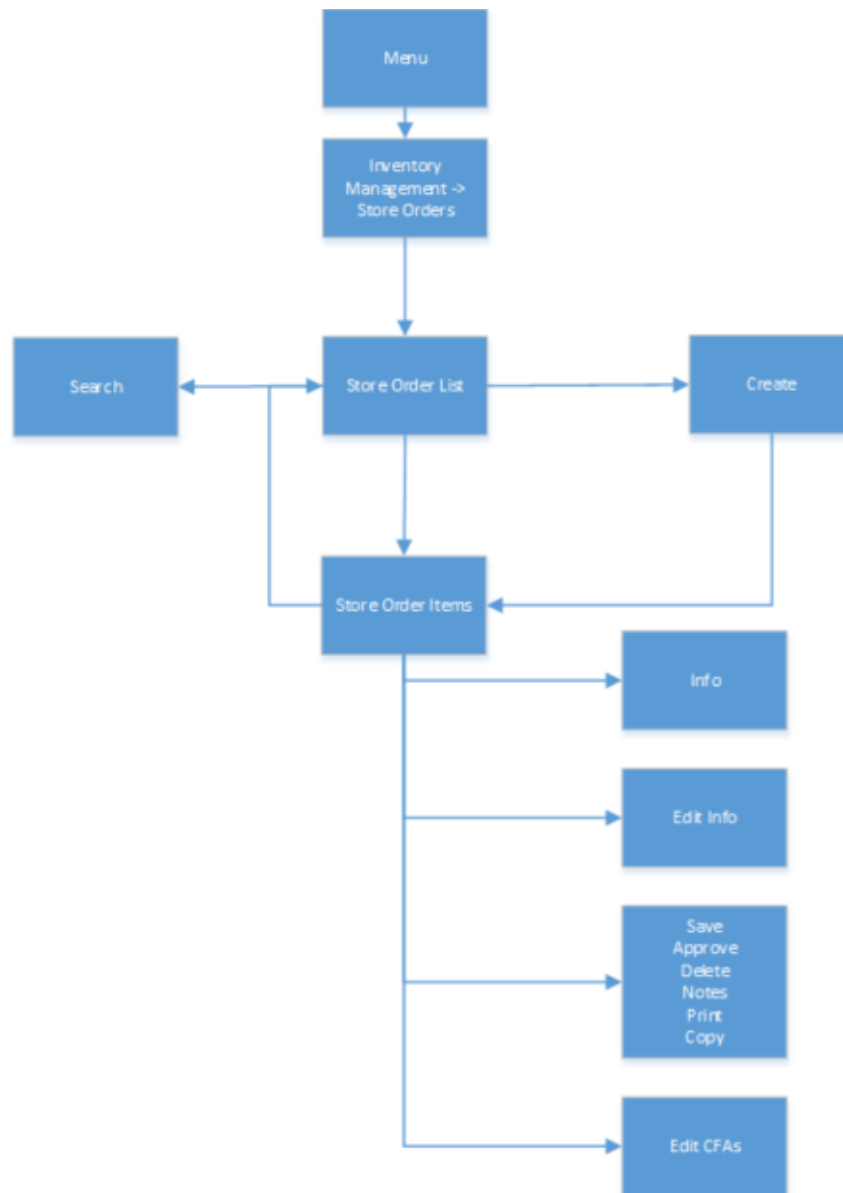 Menu
Inventory
Management ->
Store Orders
Search
Store Order List
Create
Store Order Items
Info
Edit Info
Save
Approve
Delete
Notes
Print
Copy
Edit CFAs